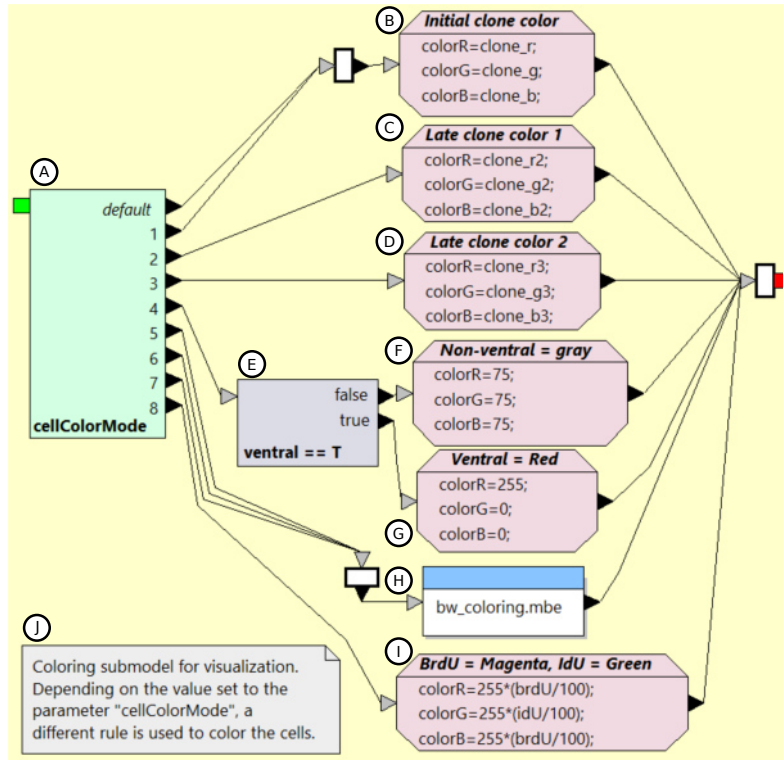 B
Initial clone color
colorR=clone_r;
colorG=clone_g;
colorB=clone_b;
C
Late clone color 1
colorR=clone_r2;
colorG=clone_g2;
colorB=clone_b2;
A
default
1
2
3
4
5
6
7
8
cellColorMode
D
Late clone color 2
colorR=clone_r3;
colorG=clone_g3;
colorB=clone_b3;
E
false
true
ventral == T
F
Non-ventral = gray
colorR=75;
colorG=75;
colorB=75;
Ventral = Red
colorR=255;
colorG=0;
colorB=0;
G
H
bw_coloring.mbe
I
BrdU = Magenta, IdU = Green
colorR=255*(brdU/100);
colorG=255*(idU/100);
colorB=255*(brdU/100);
J
Coloring submodel for visualization.
Depending on the value set to the
parameter "cellColorMode", a
different rule is used to color the cells.